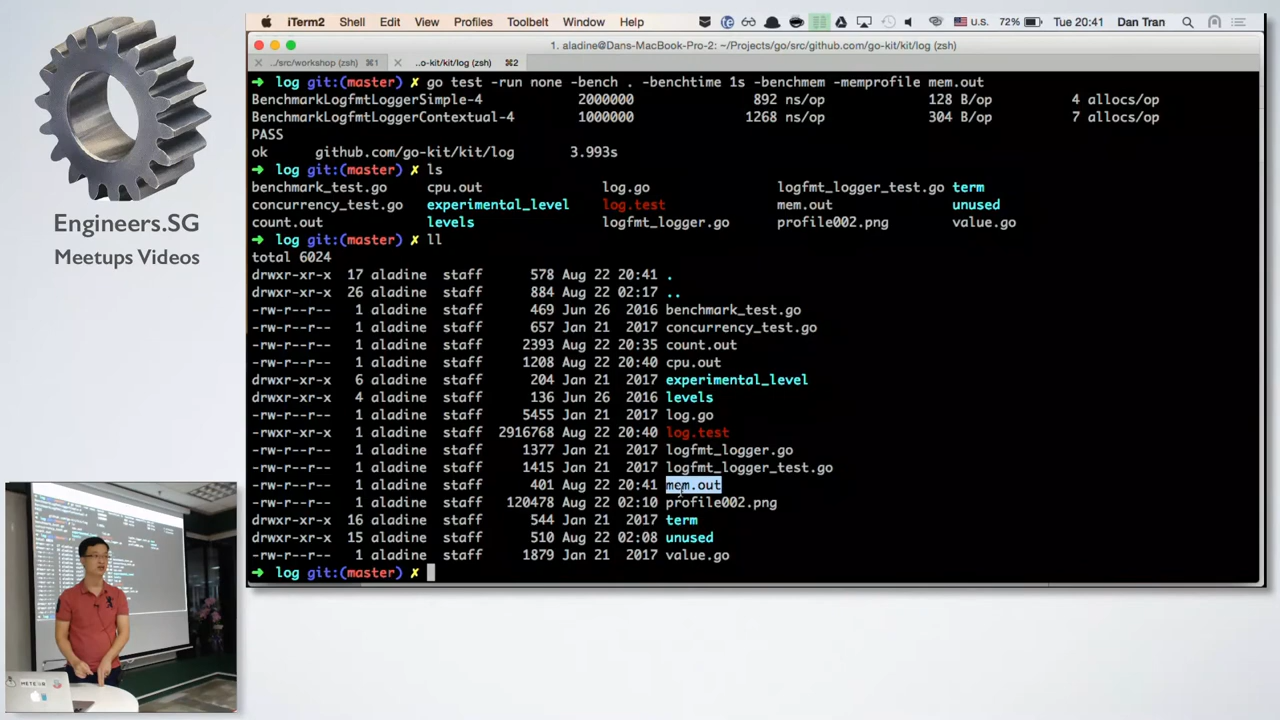 iTerm2 Shell Edit View Profiles Toolbelt Window Help U.S. 72% Tue 20:41 Dan Tran
1. aladine@Dans-MacBook-Pro-2: ~/Projects/go/src/github.com/go-kit/kit/log (zsh)
../src/workshop (zsh) ⌘1 ..o-kit/kit/log (zsh) ⌘2
➜ log git:(master) ✗ go test -run none -bench . -benchtime 1s -benchmem -memprofile mem.out
BenchmarkLogfmtLoggerSimple-4 2000000 892 ns/op 128 B/op 4 allocs/op
BenchmarkLogfmtLoggerContextual-4 1000000 1268 ns/op 304 B/op 7 allocs/op
PASS
ok github.com/go-kit/kit/log 3.993s
➜ log git:(master) ✗ ls
benchmark_test.go cpu.out log.go logfmt_logger_test.go term
concurrency_test.go experimental_level log.test mem.out unused
count.out levels logfmt_logger.go profile002.png value.go
➜ log git:(master) ✗ ll
total 6024
drwxr-xr-x 17 aladine staff 578 Aug 22 20:41 .
drwxr-xr-x 26 aladine staff 884 Aug 22 02:17 ..
-rw-r--r-- 1 aladine staff 469 Jun 26 2016 benchmark_test.go
-rw-r--r-- 1 aladine staff 657 Jan 21 2017 concurrency_test.go
-rw-r--r-- 1 aladine staff 2393 Aug 22 20:35 count.out
-rw-r--r-- 1 aladine staff 1208 Aug 22 20:40 cpu.out
drwxr-xr-x 6 aladine staff 204 Jan 21 2017 experimental_level
drwxr-xr-x 4 aladine staff 136 Jun 26 2016 levels
-rw-r--r-- 1 aladine staff 5455 Jan 21 2017 log.go
-rwxr-xr-x 1 aladine staff 2916768 Aug 22 20:40 log.test
-rw-r--r-- 1 aladine staff 1377 Jan 21 2017 logfmt_logger.go
-rw-r--r-- 1 aladine staff 1415 Jan 21 2017 logfmt_logger_test.go
-rw-r--r-- 1 aladine staff 401 Aug 22 20:41 mem.out
-rw-r--r-- 1 aladine staff 120478 Aug 22 02:10 profile002.png
drwxr-xr-x 16 aladine staff 544 Jan 21 2017 term
drwxr-xr-x 15 aladine staff 510 Aug 22 02:08 unused
-rw-r--r-- 1 aladine staff 1879 Jan 21 2017 value.go
➜ log git:(master) ✗
Engineers.SG
Meetups Videos